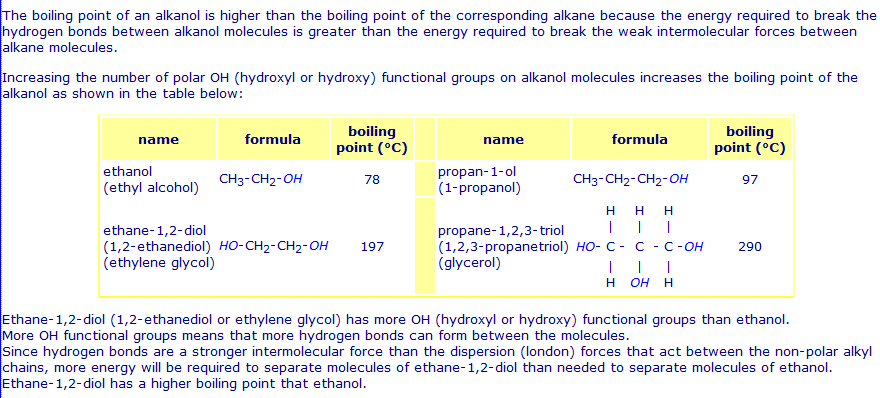 The boiling point of an alkanol is higher than the boiling point of the corresponding alkane because the energy required to break the
hydrogen bonds between alkanol molecules is greater than the energy required to break the weak intermolecular forces between
alkane molecules.
Increasing the number of polar OH (hydroxyl or hydroxy) functional groups on alkanol molecules increases the boiling point of the
alkanol as shown in the table below:
name formula boiling point (°C) name formula boiling point (°C)
ethanol
(ethyl alcohol) CH3-CH2-OH 78
propan-1-ol
(1-propanol) CH3-CH2-CH2-OH 97
ethane-1,2-diol
(1,2-ethanediol) HO-CH2-CH2-OH 197
(ethylene glycol)
H H H
propane-1,2,3-triol | | |
(1,2,3-propanetriol) HO- C - C - C -OH 290
(glycerol) | | |
H OH H
Ethane-1,2-diol (1,2-ethanediol or ethylene glycol) has more OH (hydroxyl or hydroxy) functional groups than ethanol.
More OH functional groups means that more hydrogen bonds can form between the molecules.
Since hydrogen bonds are a stronger intermolecular force than the dispersion (london) forces that act between the non-polar alkyl
chains, more energy will be required to separate molecules of ethane-1,2-diol than needed to separate molecules of ethanol.
Ethane-1,2-diol has a higher boiling point that ethanol.